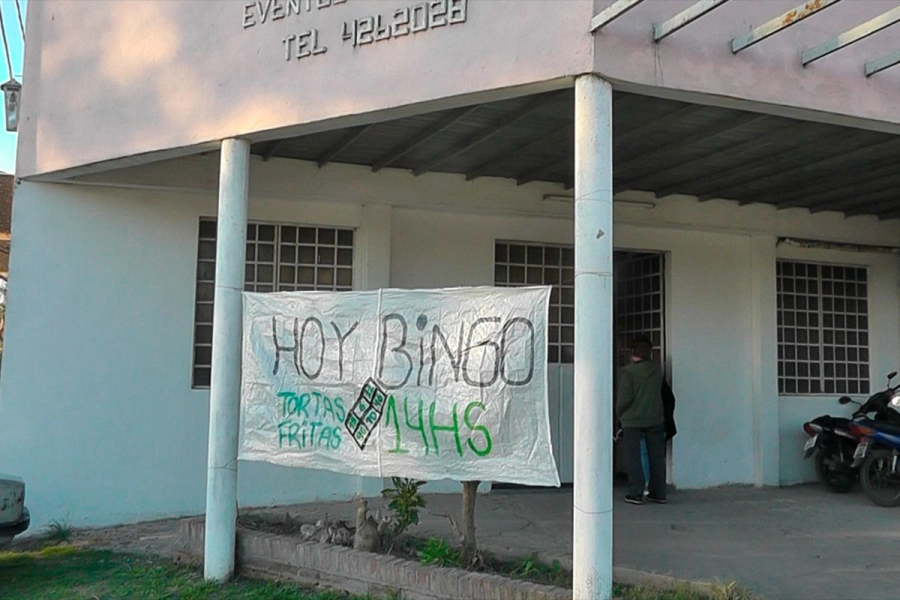 EVENTOS
TEL 4262028
HOY BiNGO
TORTAS
FRiTAS
14HS